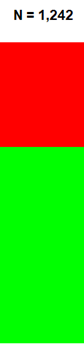 N = 1,242